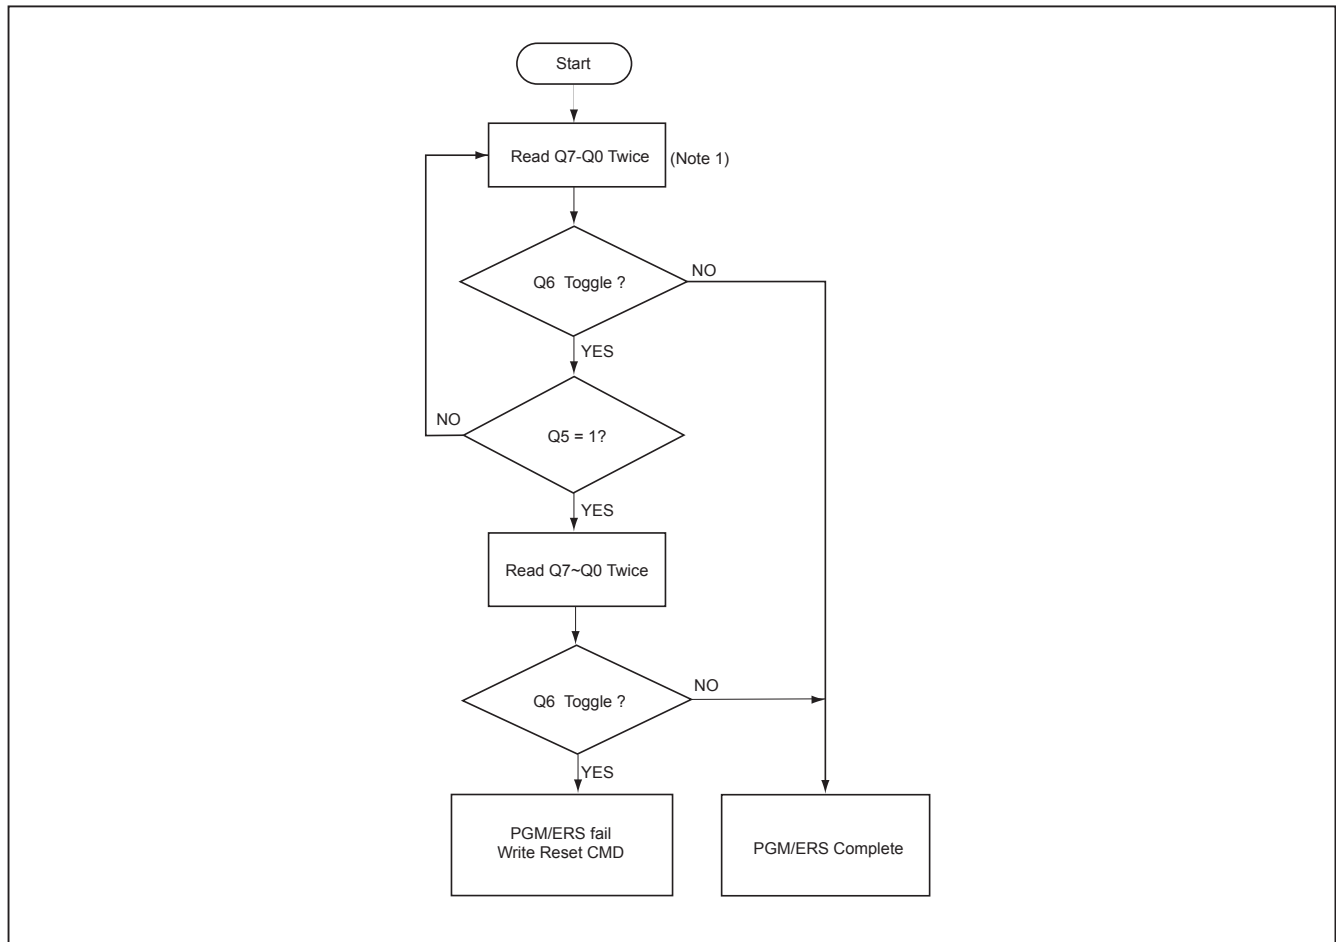 Start
Read Q7-Q0 Twice
(Note 1)
Q6 Toggle ?
NO
YES
NO
Q5 = 1?
YES
Read Q7~Q0 Twice
Q6 Toggle ?
NO
YES
PGM/ERS fail
Write Reset CMD
PGM/ERS Complete